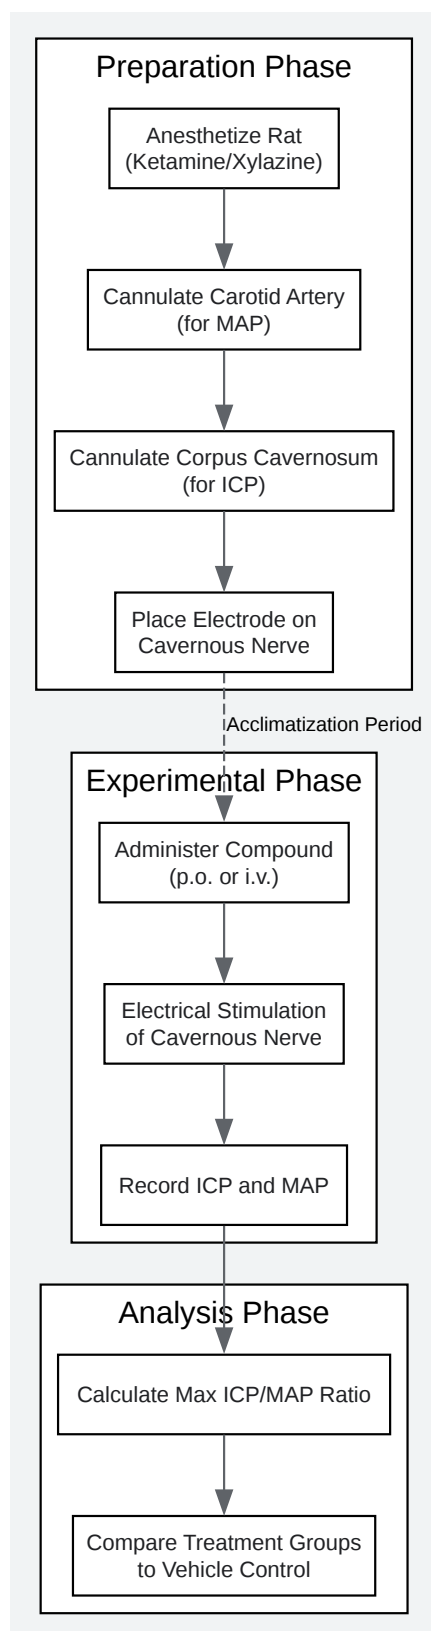 Preparation Phase
Anesthetize Rat
(Ketamine/Xylazine)
Cannulate Carotid Artery
(for MAP)
Cannulate Corpus Cavernosum
(for ICP)
Place Electrode on
Cavernous Nerve
Acclimatization Period
Experimental Phase
Administer Compound
(p.o. or i.v.)
Electrical Stimulation
of Cavernous Nerve
Record ICP and MAP
Analysis Phase
Calculate Max ICP/MAP Ratio
Compare Treatment Groups
to Vehicle Control